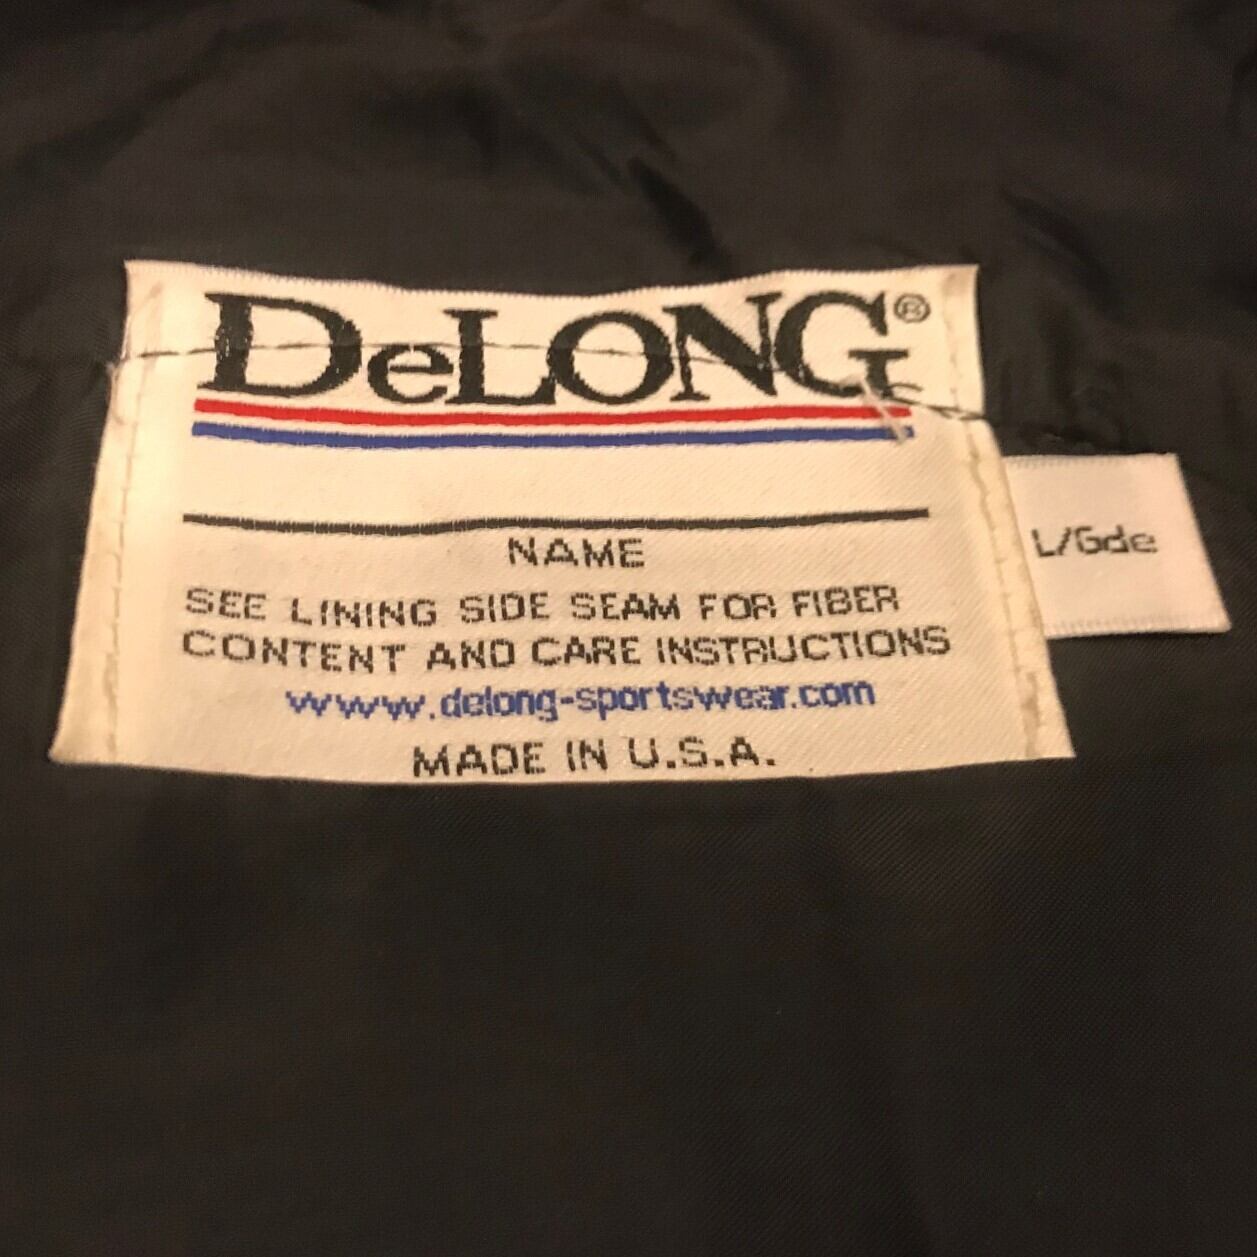 DeLONG®
NAME
SEE LINING SIDE SEAM FOR FIBER
CONTENT AND CARE INSTRUCTIONS
www.delong-sportswear.com
MADE IN U.S.A.
L/Gde